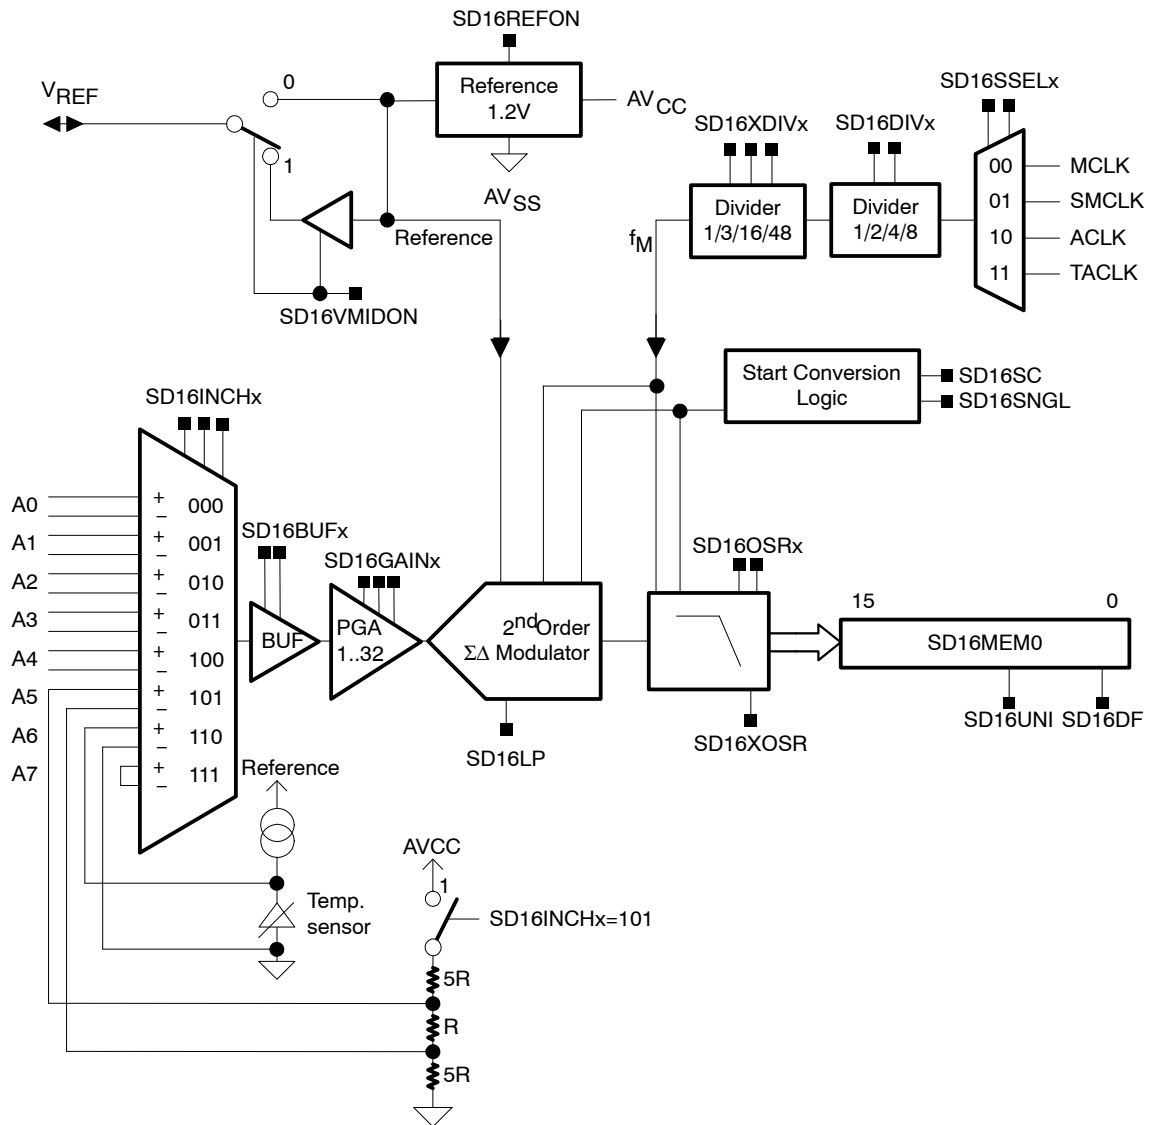 SD16REFON
VREF
0
Reference
1.2V
AVCC
AVSS
1
Reference
SD16VMIDON
SD16SSELx
SD16XDIVx
SD16DIVx
Divider
1/3/16/48
Divider
1/2/4/8
fM
00
01
10
11
MCLK
SMCLK
ACLK
TACLK
Start Conversion
Logic
SD16SC
SD16SNGL
SD16INCHx
A0 + − 000
A1 + − 001
A2 + − 010
A3 + − 011
A4 + − 100
A5 + − 101
A6 + − 110
A7 + − 111
SD16BUFx
BUF
SD16GAINx
PGA
1..32
2nd Order
ΣΔ Modulator
SD16LP
SD16OSRx
SD16XOSR
15 0
SD16MEM0
SD16UNI SD16DF
Reference
Temp.
sensor
AVCC
1
SD16INCHx=101
5R
R
5R